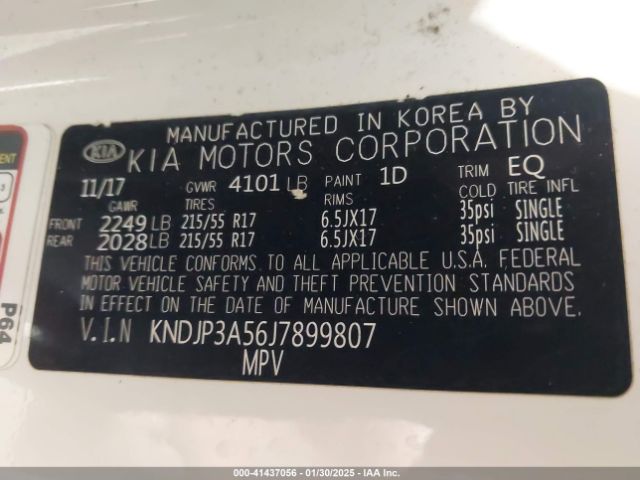 MANUFACTURED IN KOREA BY
KIA KIA MOTORS CORPORATION
11/17 GVWR 4101 LB PAINT 1D TRIM EQ
GAWR TIRES RIMS COLD TIRE INFL
FRONT 2249 LB 215/55 R17 6.5JX17 35psi SINGLE
REAR 2028 LB 215/55 R17 6.5JX17 35psi SINGLE
THIS VEHICLE CONFORMS TO ALL APPLICABLE U.S.A. FEDERAL
MOTOR VEHICLE SAFETY AND THEFT PREVENTION STANDARDS
IN EFFECT ON THE DATE OF MANUFACTURE SHOWN ABOVE.
V.I.N KNDJP3A56J7899807
MPV
P64
000-41437056 - 01/30/2025 - IAA Inc.